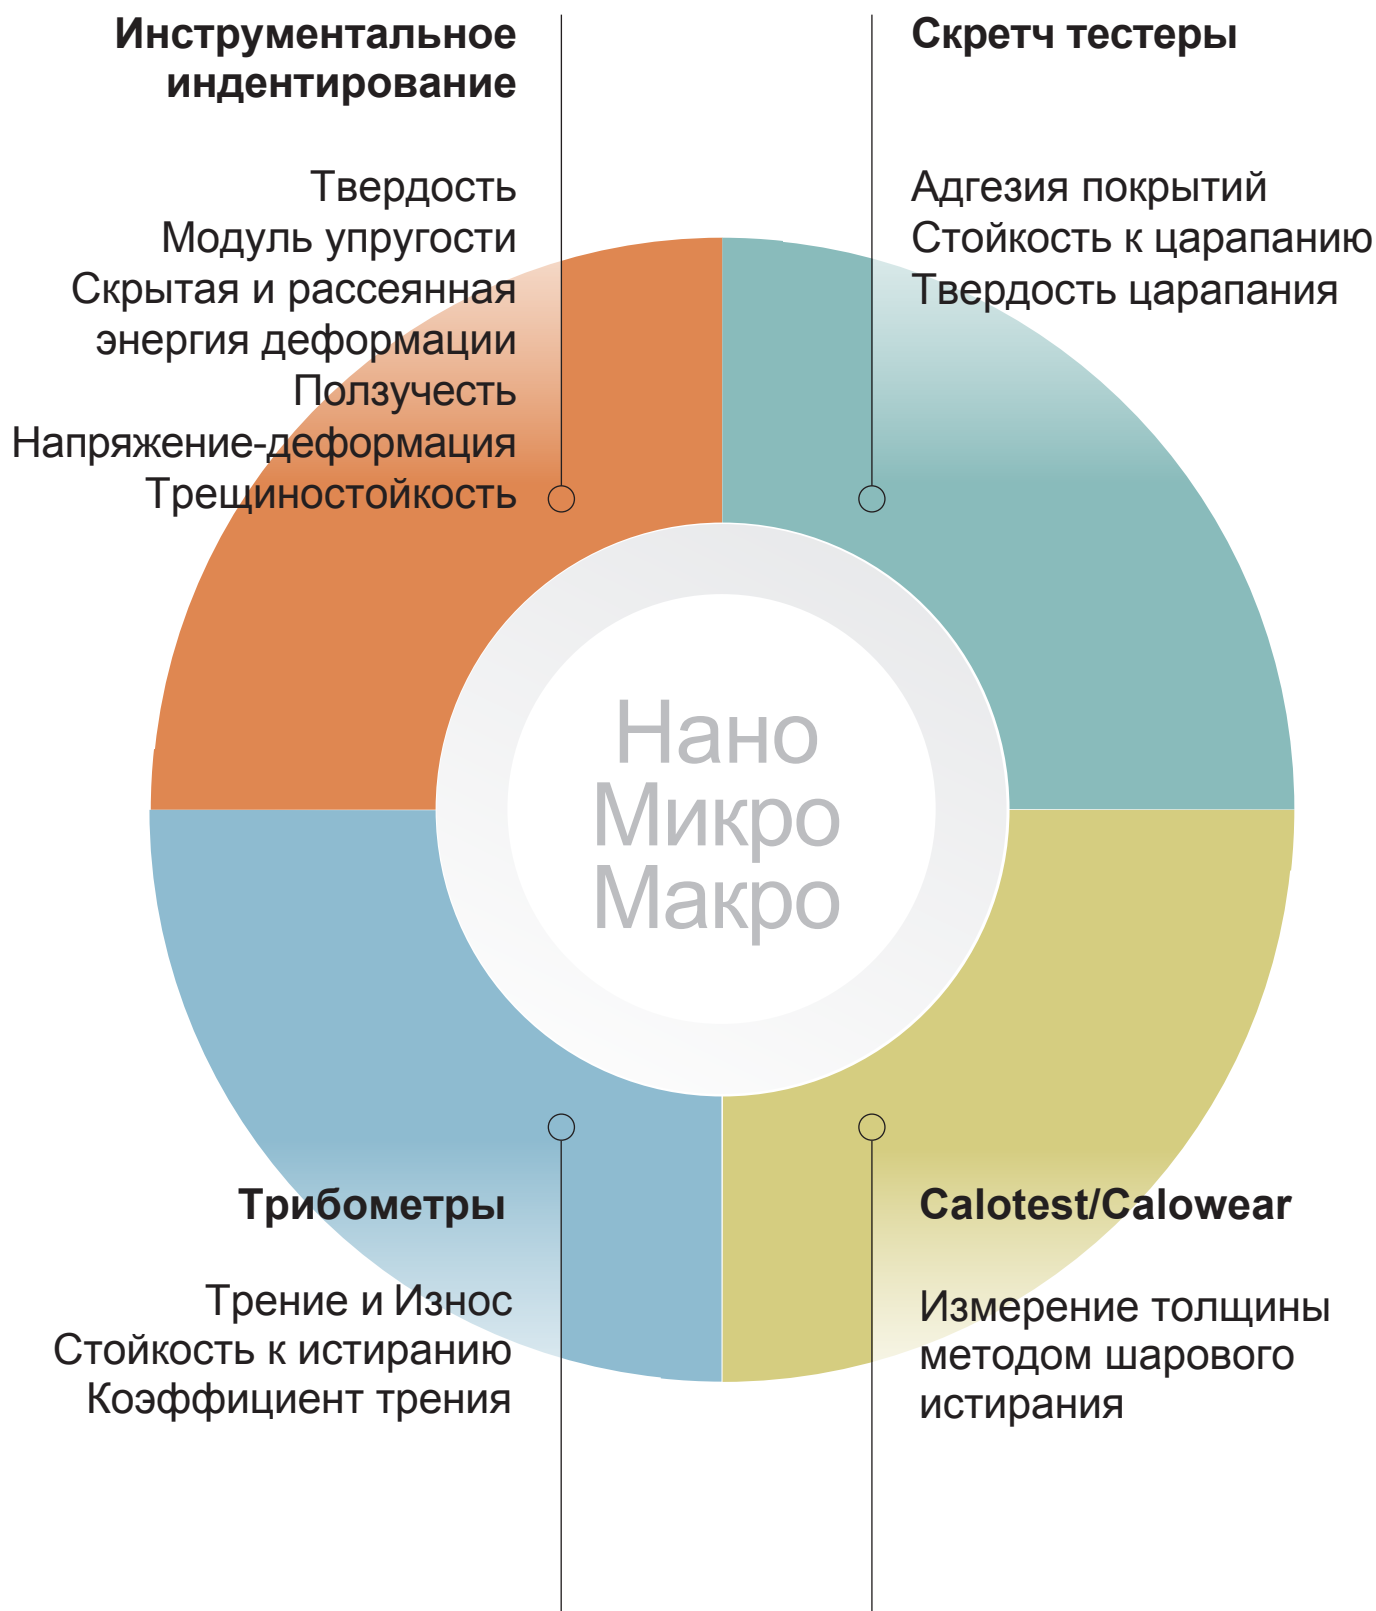 Инструментальное
индентирование
Твердость
Модуль упругости
Скрытая и рассеянная
энергия деформации
Ползучесть
Напряжение-деформация
Трещиностойкость
Скретч тестеры
Адгезия покрытий
Стойкость к царапанию
Твердость царапания
Нано
Микро
Макро
Трибометры
Трение и Износ
Стойкость к истиранию
Коэффициент трения
Calotest/Calowear
Измерение толщины
методом шарового
истирания